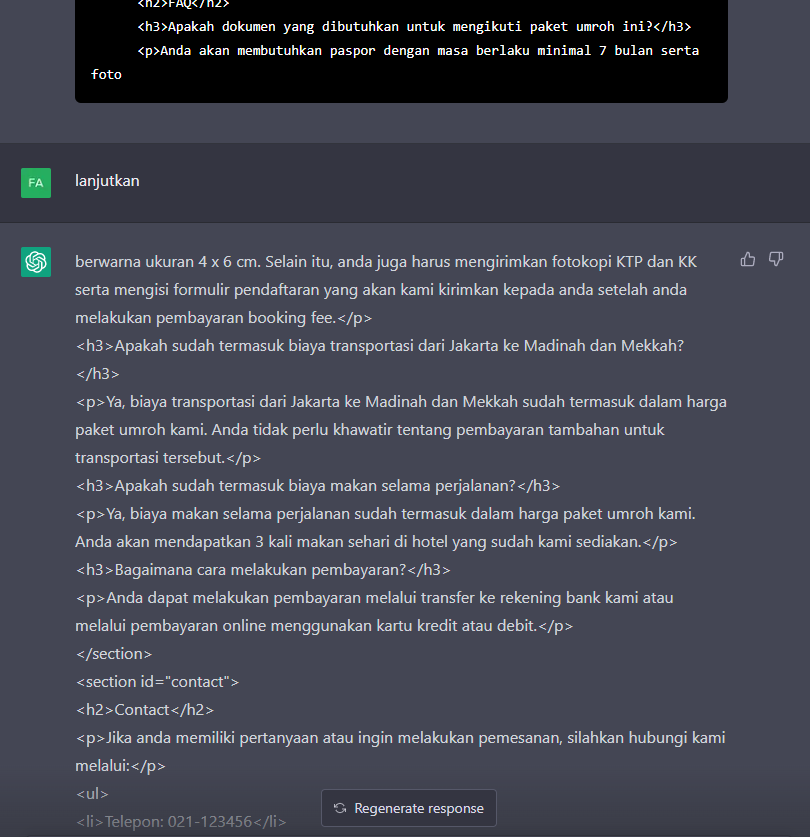 <h2>FAQ</h2>
<h3>Apakah dokumen yang dibutuhkan untuk mengikuti paket umroh ini?</h3>
<p>Anda akan membutuhkan paspor dengan masa berlaku minimal 7 bulan serta
foto
FA
lanjutkan
berwarna ukuran 4 x 6 cm. Selain itu, anda juga harus mengirimkan fotokopi KTP dan KK
serta mengisi formulir pendaftaran yang akan kami kirimkan kepada anda setelah anda
melakukan pembayaran booking fee.</p>
<h3>Apakah sudah termasuk biaya transportasi dari Jakarta ke Madinah dan Mekkah?
</h3>
<p>Ya, biaya transportasi dari Jakarta ke Madinah dan Mekkah sudah termasuk dalam harga
paket umroh kami. Anda tidak perlu khawatir tentang pembayaran tambahan untuk
transportasi tersebut.</p>
<h3>Apakah sudah termasuk biaya makan selama perjalanan?</h3>
<p>Ya, biaya makan selama perjalanan sudah termasuk dalam harga paket umroh kami.
Anda akan mendapatkan 3 kali makan sehari di hotel yang sudah kami sediakan.</p>
<h3>Bagaimana cara melakukan pembayaran?</h3>
<p>Anda dapat melakukan pembayaran melalui transfer ke rekening bank kami atau
melalui pembayaran online menggunakan kartu kredit atau debit.</p>
</section>
<section id="contact">
<h2>Contact</h2>
<p>Jika anda memiliki pertanyaan atau ingin melakukan pemesanan, silahkan hubungi kami
melalui:</p>
<ul>
Regenerate response
<li>Telepon: 021-123456</li>